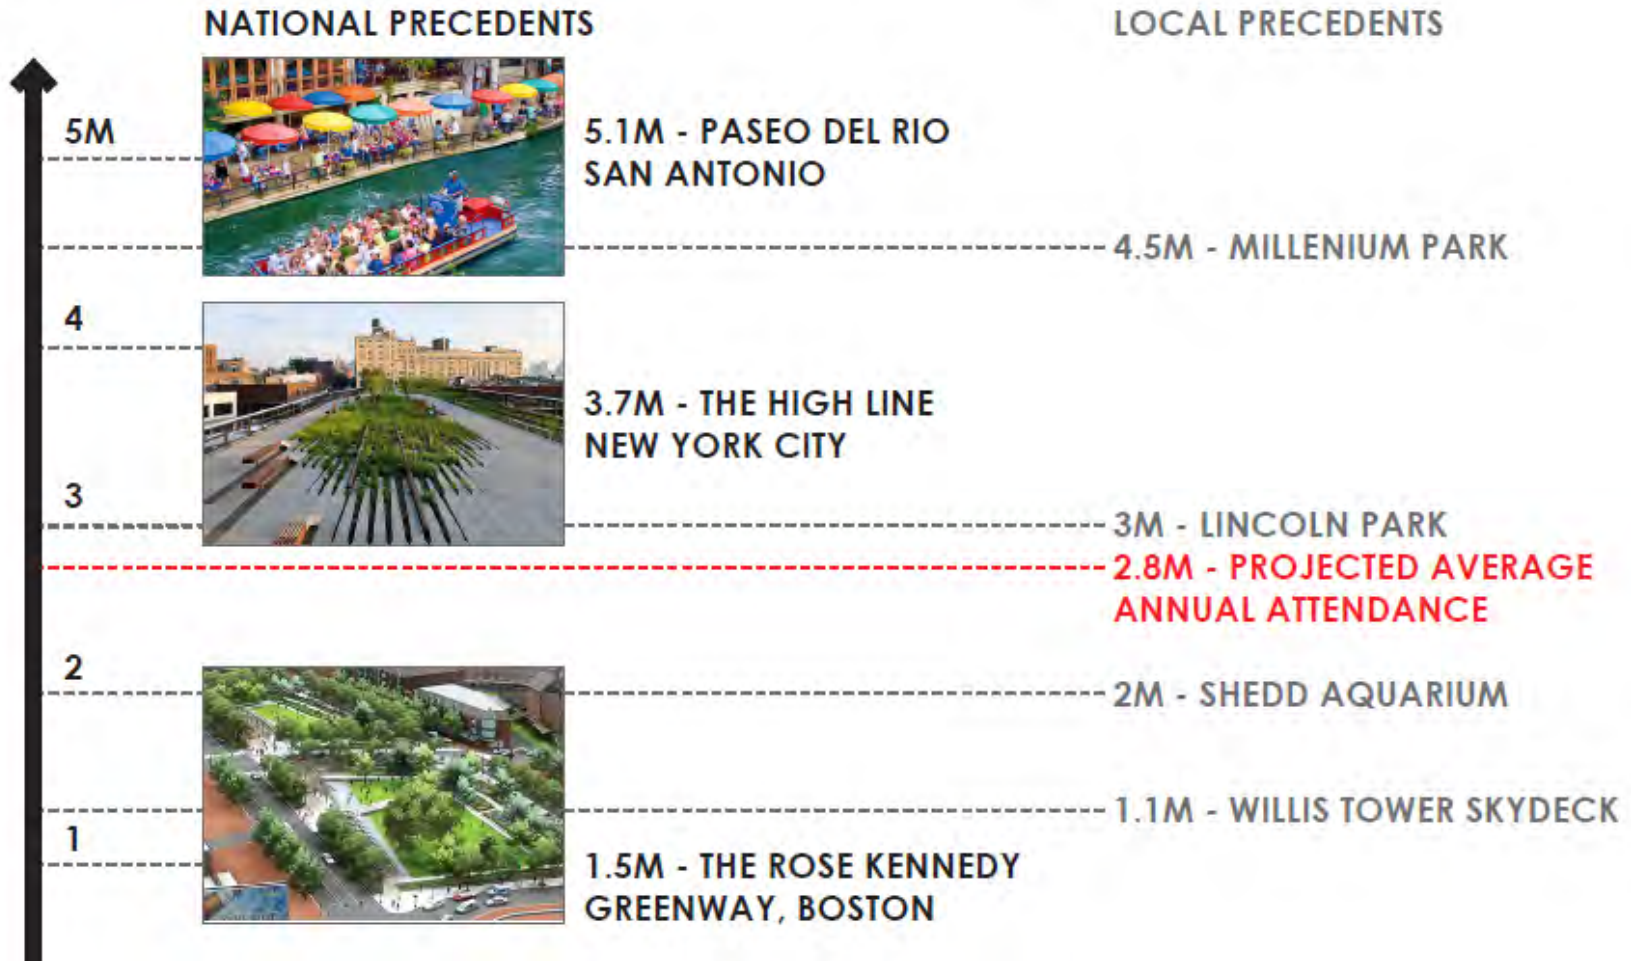 NATIONAL PRECEDENTS
LOCAL PRECEDENTS
5M
5.1M - PASEO DEL RIO
SAN ANTONIO
4.5M - MILLENIUM PARK
4
3.7M - THE HIGH LINE
NEW YORK CITY
3
3M - LINCOLN PARK
2.8M - PROJECTED AVERAGE
ANNUAL ATTENDANCE
2
2M - SHEDD AQUARIUM
1.1M - WILLIS TOWER SKYDECK
1
1.5M - THE ROSE KENNEDY
GREENWAY, BOSTON